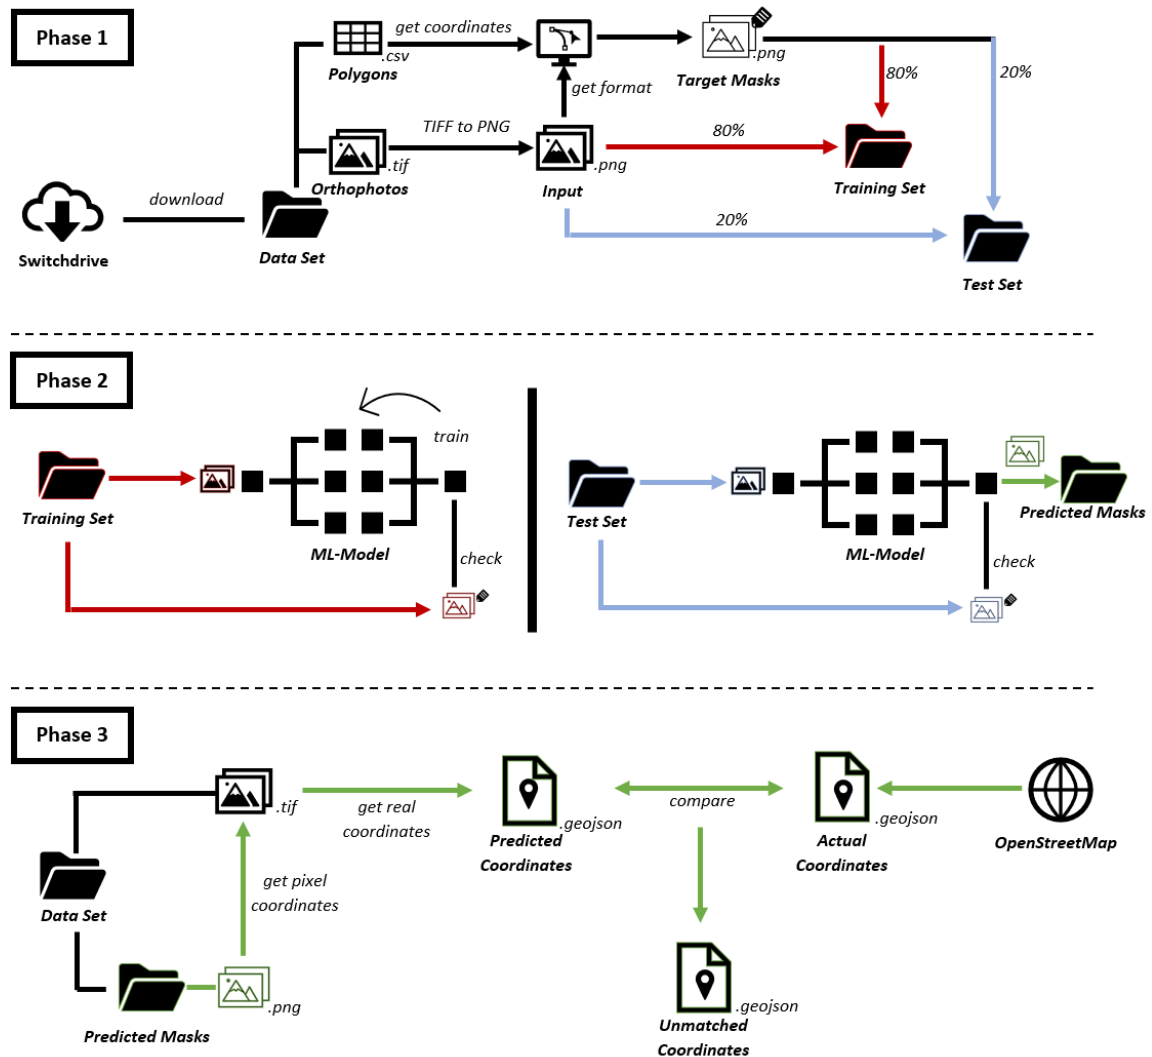 Phase 1
get coordinates
.csv
Polygons
.png
Target Masks
get format
80%
20%
TIFF to PNG
80%
.tif
Orthophotos
.png
Input
Training Set
download
20%
Switchdrive
Data Set
Test Set
Phase 2
train
Training Set
ML-Model
check
Test Set
ML-Model
Predicted Masks
check
Phase 3
.tif
get real
coordinates
.geojson
Predicted
Coordinates
compare
.geojson
Actual
Coordinates
OpenStreetMap
get pixel
coordinates
Data Set
.png
Predicted Masks
.geojson
Unmatched
Coordinates